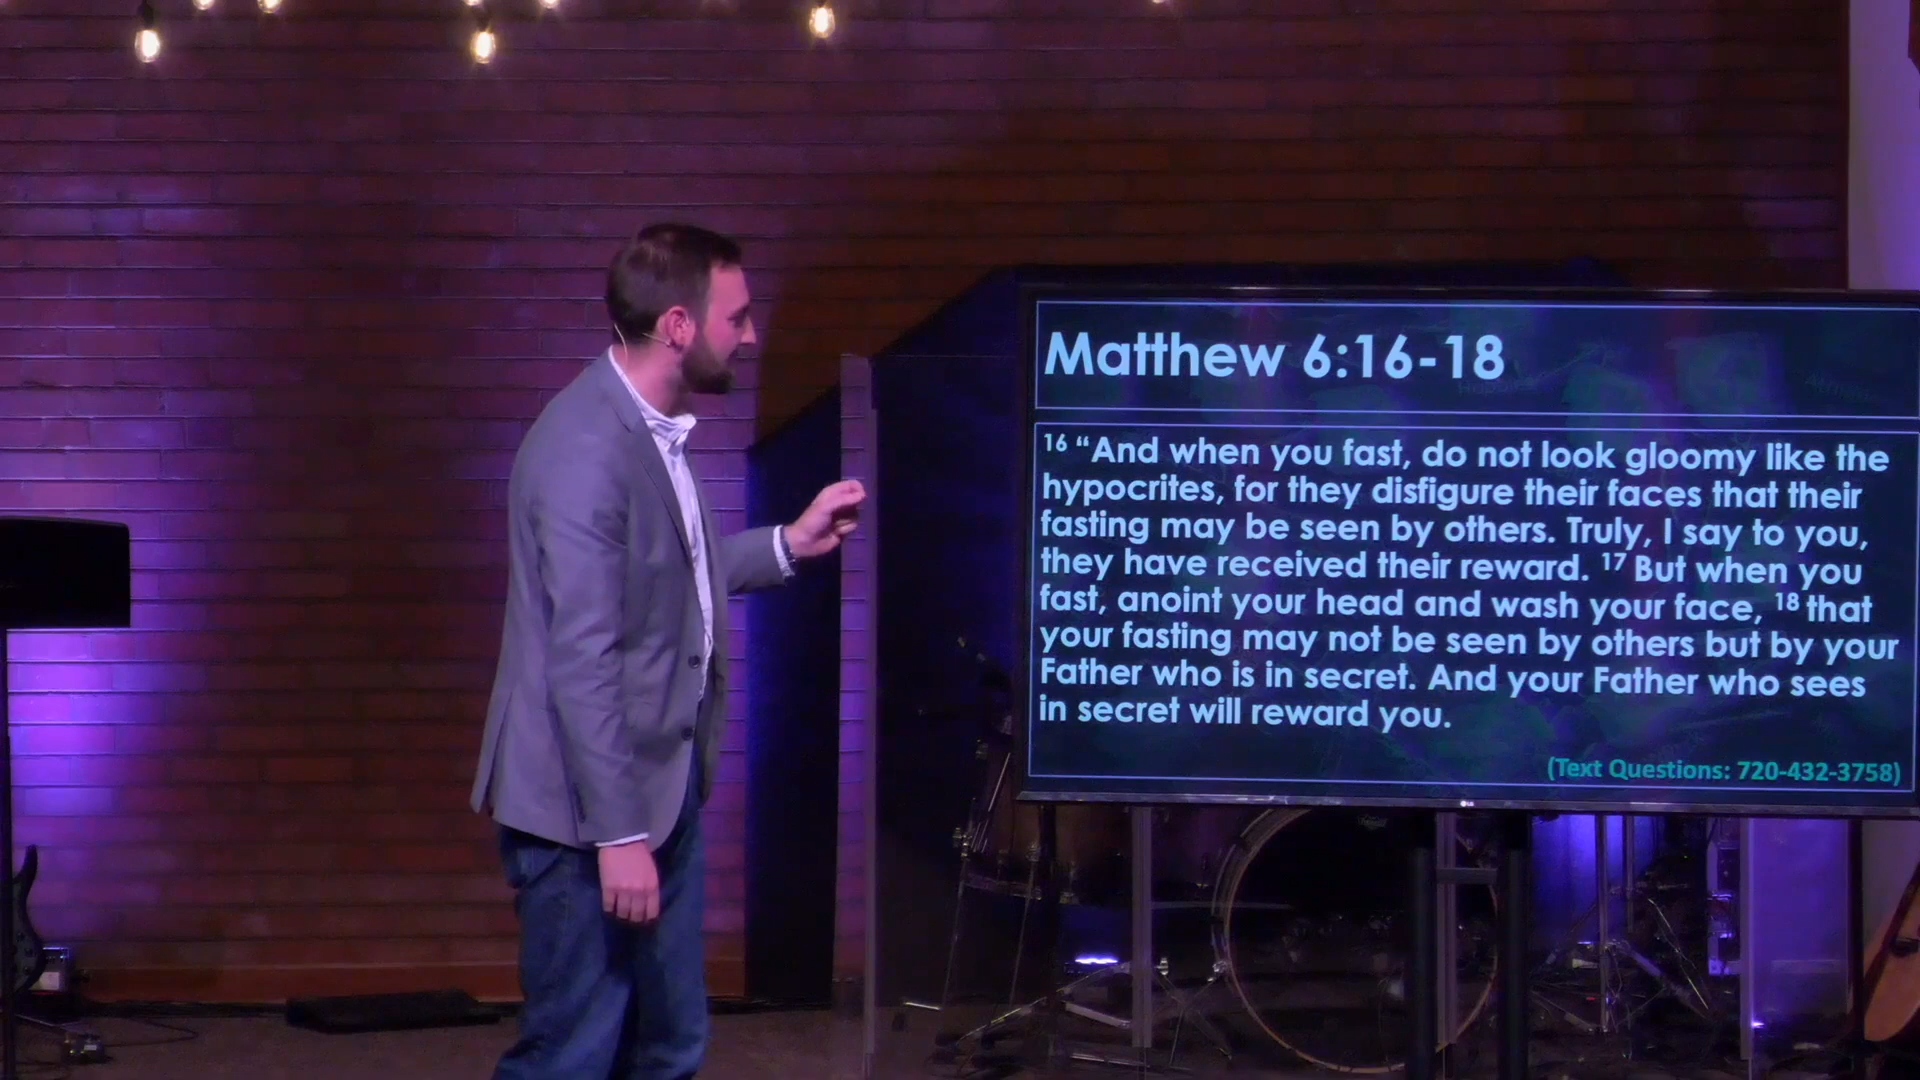 Matthew 6:16-18
16 “And when you fast, do not look gloomy like the
hypocrites, for they disfigure their faces that their
fasting may be seen by others. Truly, I say to you,
they have received their reward. 17 But when you
fast, anoint your head and wash your face, 18 that
your fasting may not be seen by others but by your
Father who is in secret. And your Father who sees
in secret will reward you.
(Text Questions: 720-432-3758)
LG